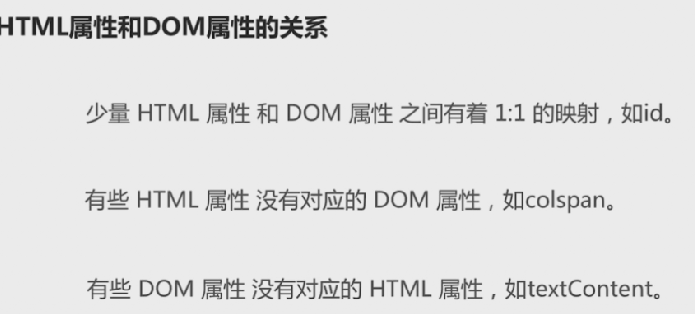 HTML属性和DOM属性的关系
少量 HTML 属性 和 DOM 属性 之间有着 1:1 的映射，如id。
有些 HTML 属性 没有对应的 DOM 属性，如colspan。
有些 DOM 属性 没有对应的 HTML 属性，如textContent。